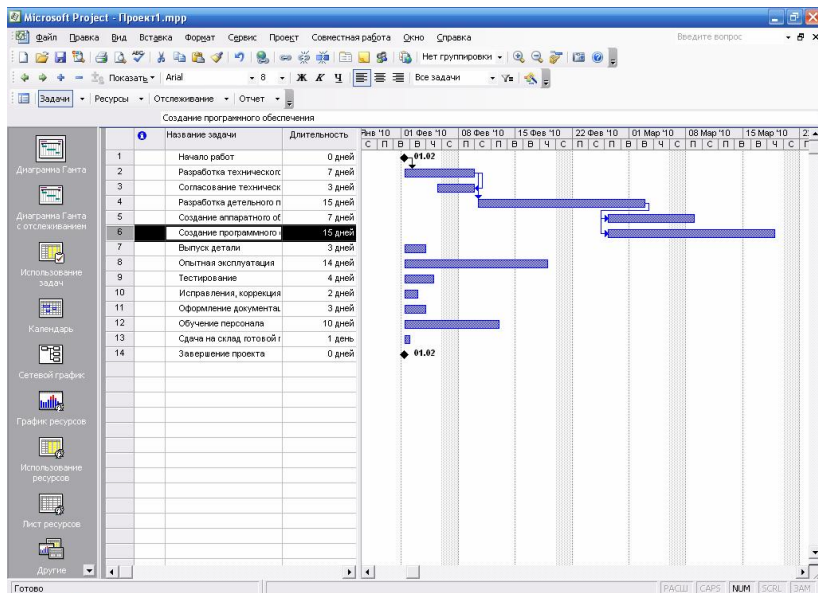 Microsoft Project - Проект1.mpp
Файл Правка Вид Вставка Формат Сервис Проект Совместная работа Окно Справка Введите вопрос
Нет группировки
Показать Arial 8 Ж К Ч Все задачи
Задачи Ресурсы Отслеживание Отчет
Создание программного обеспечения
Название задачи Длительность
Янв '10 01 Фев '10 08 Фев '10 15 Фев '10 22 Фев '10 01 Мар '10 08 Мар '10 15 Мар '10
С П В В Ч С П С П В В Ч С П С П В В Ч С
1 Начало работ 0 дней 01.02
2 Разработка технического 7 дней
3 Согласование техническ 3 дней
4 Разработка детельного п 15 дней
5 Создание аппаратного об 7 дней
6 Создание программного 15 дней
7 Выпуск детали 3 дней
8 Опытная эксплуатация 14 дней
9 Тестирование 4 дней
10 Исправления, коррекция 2 дней
11 Оформление документац 3 дней
12 Обучение персонала 10 дней
13 Сдача на склад готовой г 1 день
14 Завершение проекта 0 дней 01.02
Диаграмма Ганта
Диаграмма Ганта
с отслеживанием
Использование
задач
Календарь
Сетевой график
График ресурсов
Использование
ресурсов
Лист ресурсов
Другие
Готово РАСШ CAPS NUM SCRL ЗАМ